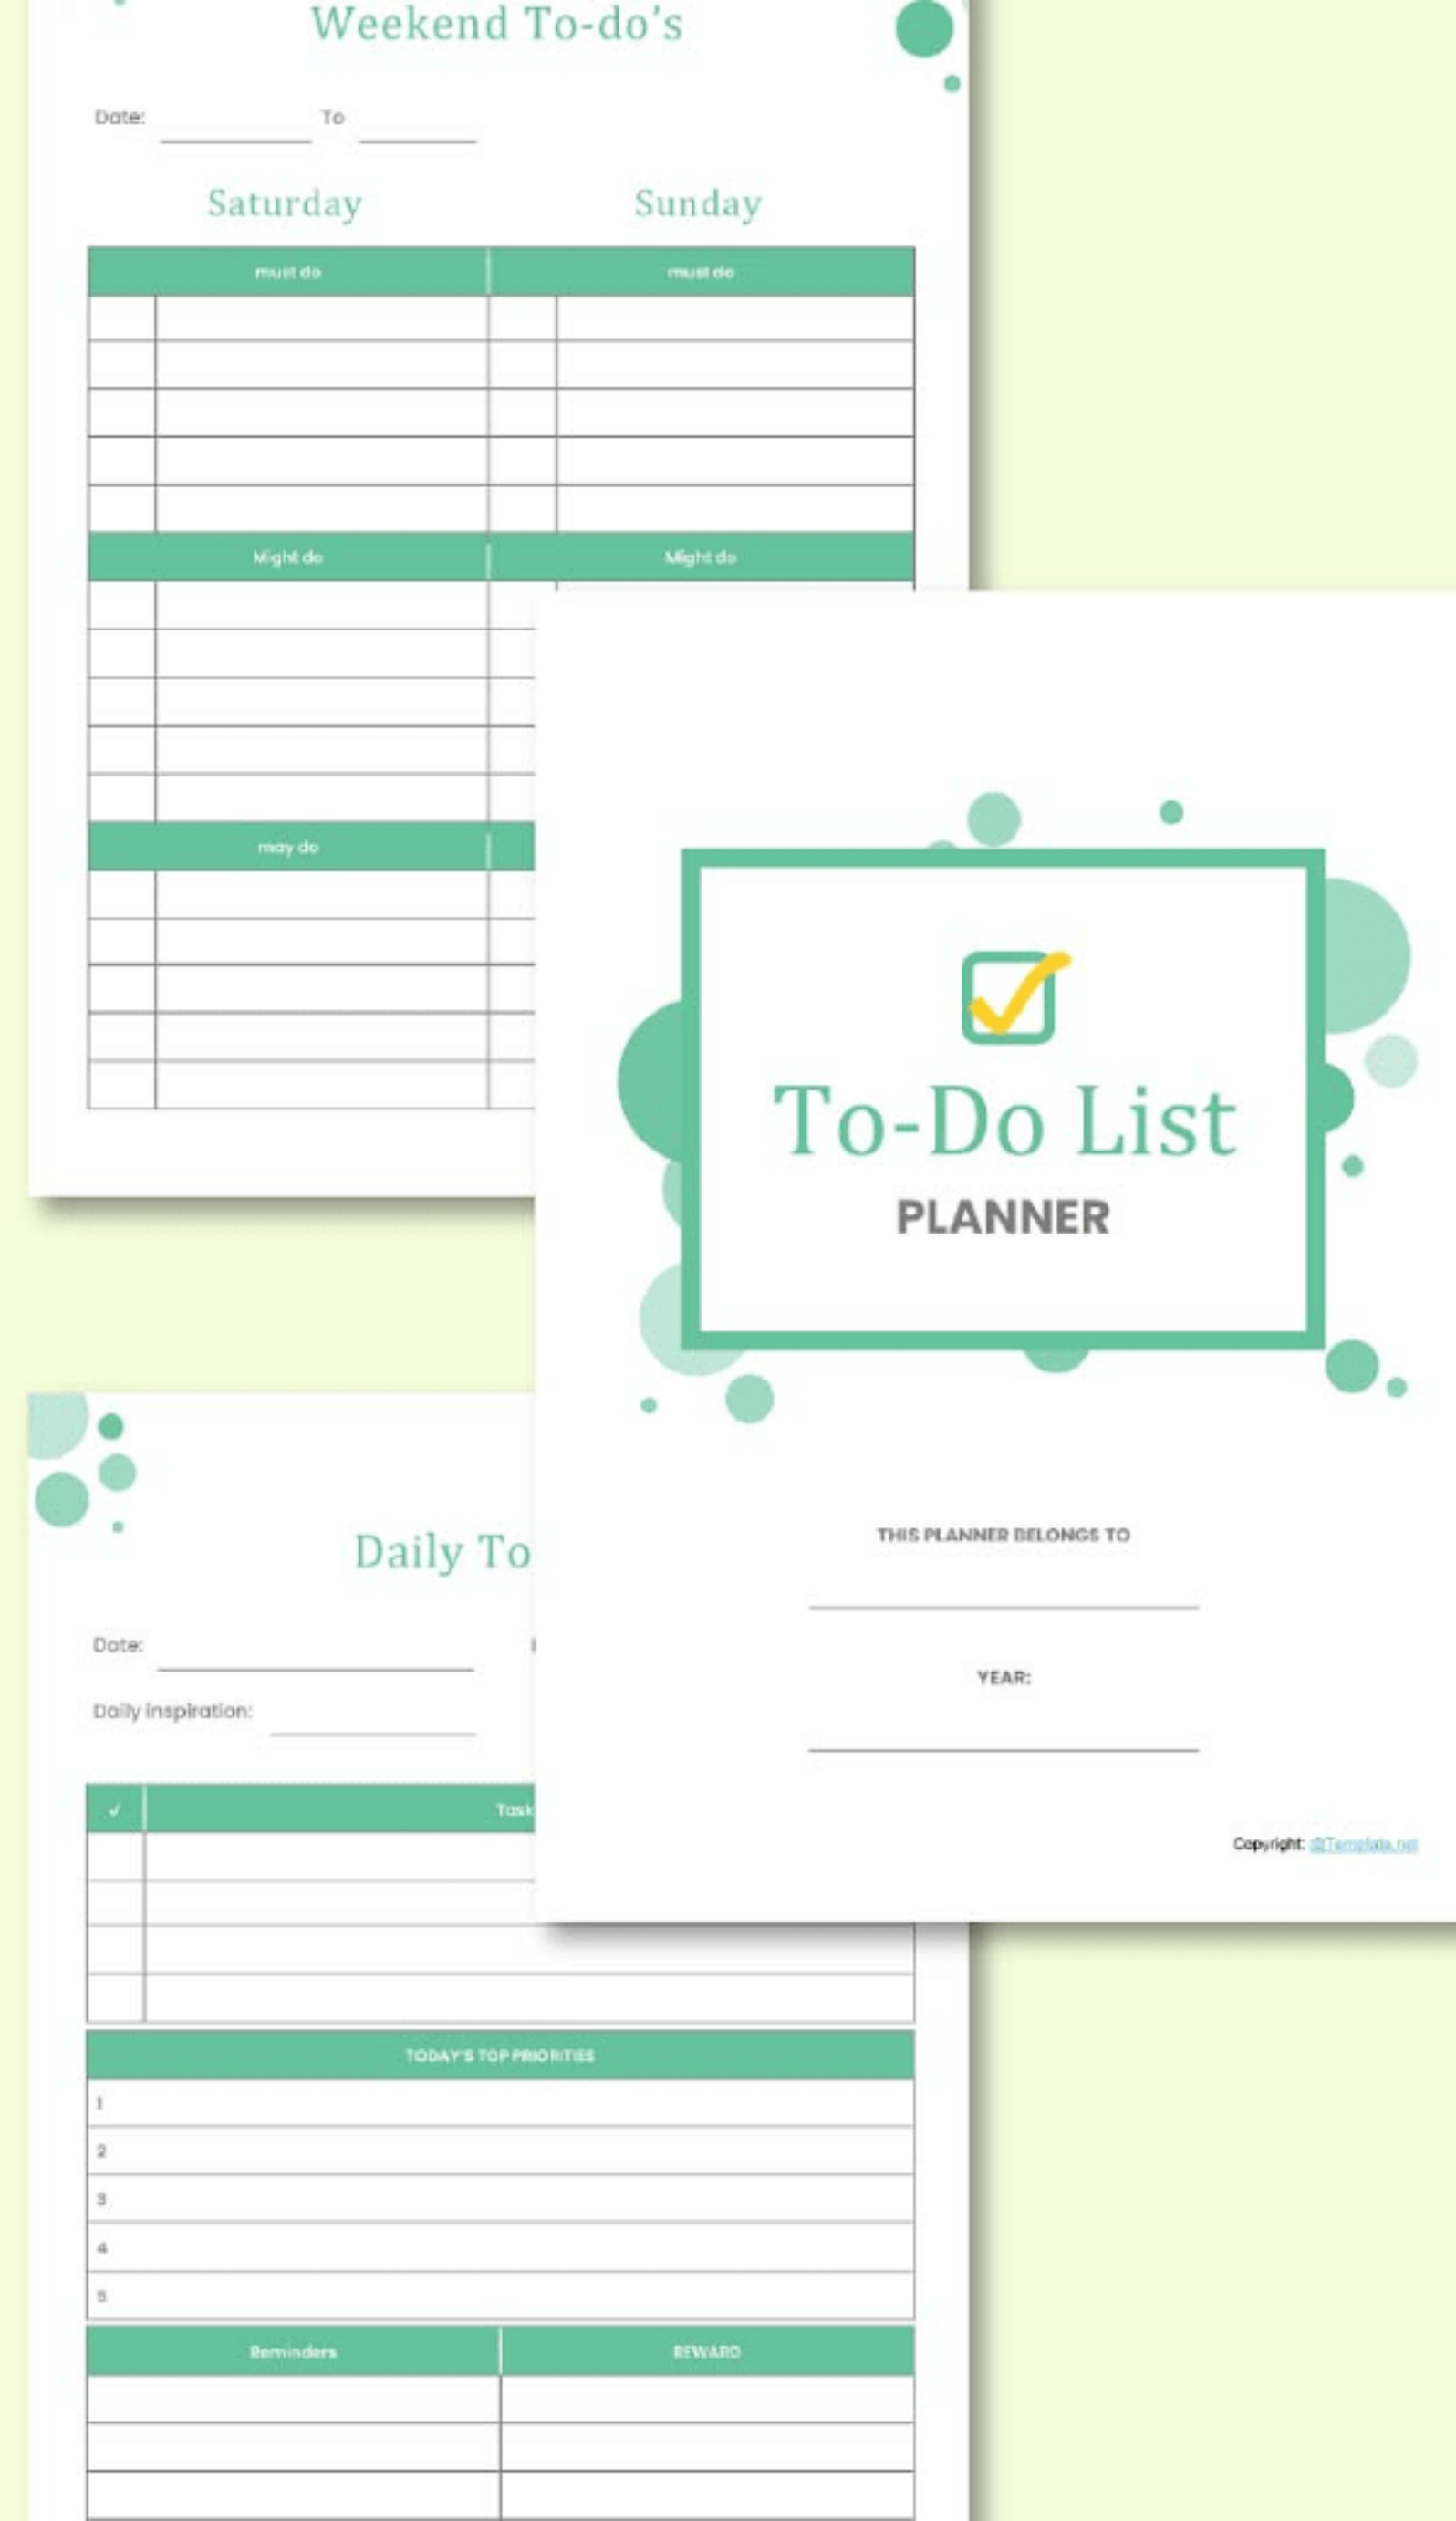 Weekend To-do's
Date: To
Saturday Sunday
must do must do
Might do Might do
may do
To-Do List
PLANNER
THIS PLANNER BELONGS TO
YEAR:
Copyright: @Template.net
Daily To
Date:
Daily inspiration:
✓ Task
TODAY'S TOP PRIORITIES
1
2
3
4
5
Reminders REWARD